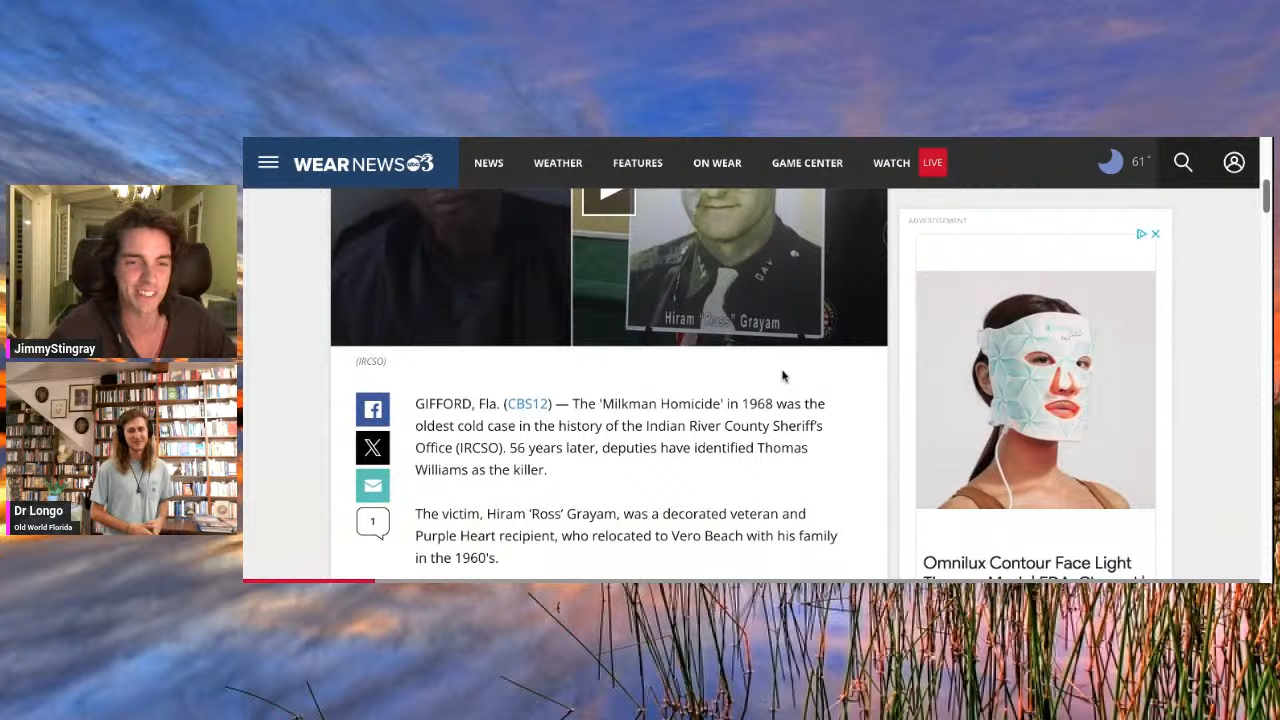 WEAR NEWS abc 3
NEWS
WEATHER
FEATURES
ON WEAR
GAME CENTER
WATCH
LIVE
61°
JimmyStingray
Dr Longo
Old World Florida
DAV
Hiram "Ross" Grayam
(IRCSO)
GIFFORD, Fla. (CBS12) — The 'Milkman Homicide' in 1968 was the
oldest cold case in the history of the Indian River County Sheriff's
Office (IRCSO). 56 years later, deputies have identified Thomas
Williams as the killer.
1
The victim, Hiram ‘Ross’ Grayam, was a decorated veteran and
Purple Heart recipient, who relocated to Vero Beach with his family
in the 1960's.
ADVERTISEMENT
Omnilux Contour Face Light